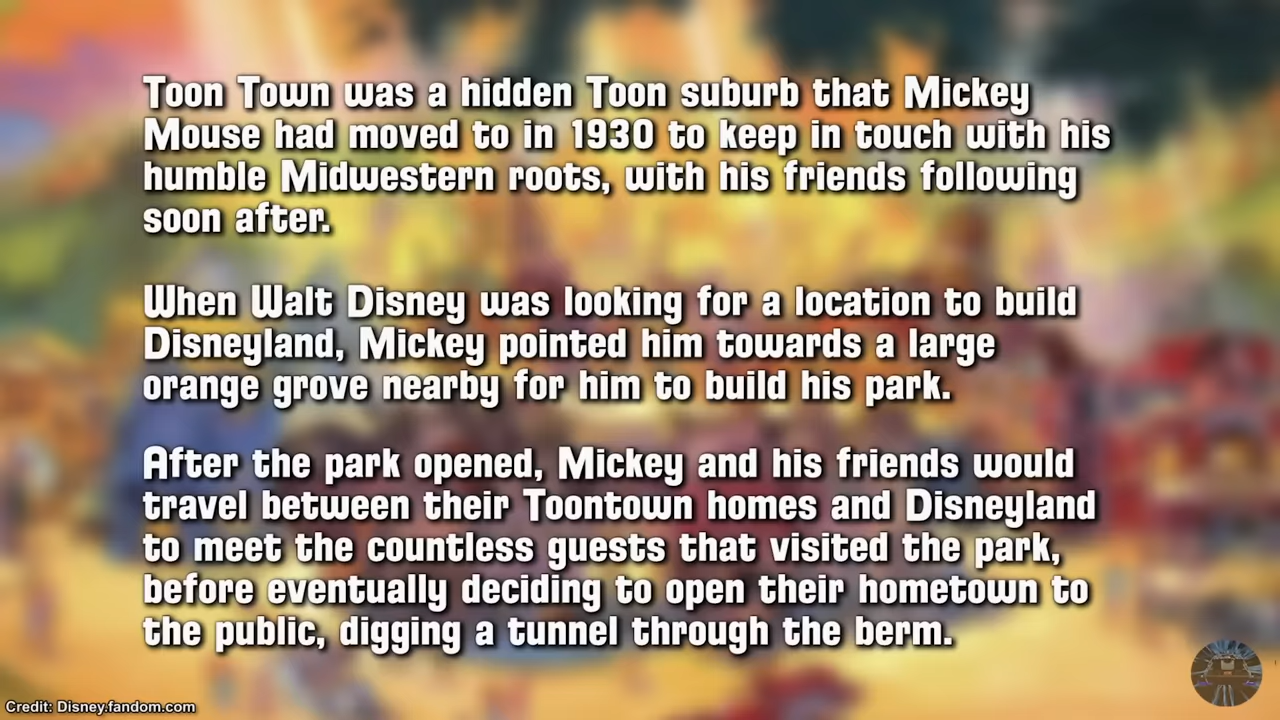 Toon Town was a hidden Toon suburb that Mickey
Mouse had moved to in 1930 to keep in touch with his
humble Midwestern roots, with his friends following
soon after.
When Walt Disney was looking for a location to build
Disneyland, Mickey pointed him towards a large
orange grove nearby for him to build his park.
After the park opened, Mickey and his friends would
travel between their Toontown homes and Disneyland
to meet the countless guests that visited the park,
before eventually deciding to open their hometown to
the public, digging a tunnel through the berm.
Credit: Disney.fandom.com